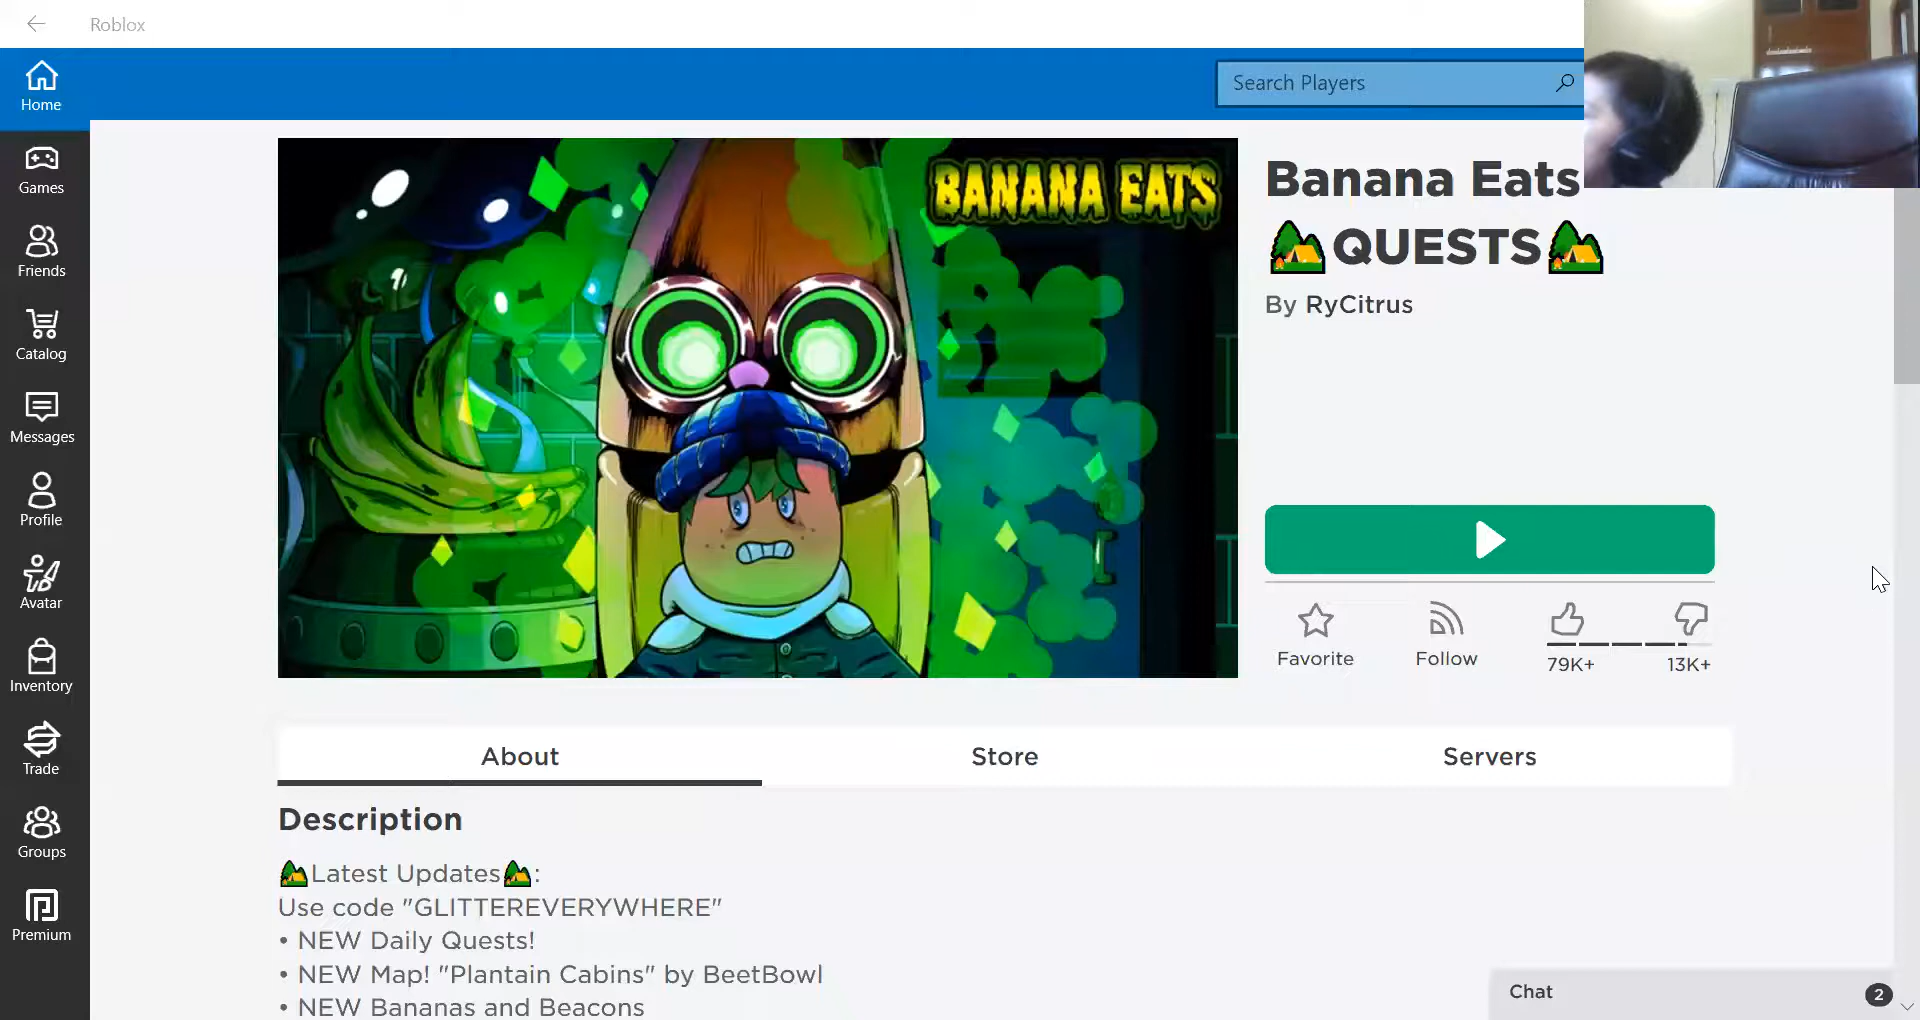 Roblox
Search Players
Home
Games
Friends
Catalog
Messages
Profile
Avatar
Inventory
Trade
Groups
Premium
BANANA EATS
Banana Eats
QUESTS
By RyCitrus
Favorite
Follow
79K+
13K+
About
Store
Servers
Description
Latest Updates:
Use code "GLITTEREVERYWHERE"
• NEW Daily Quests!
• NEW Map! "Plantain Cabins" by BeetBowl
• NEW Bananas and Beacons
Chat
2